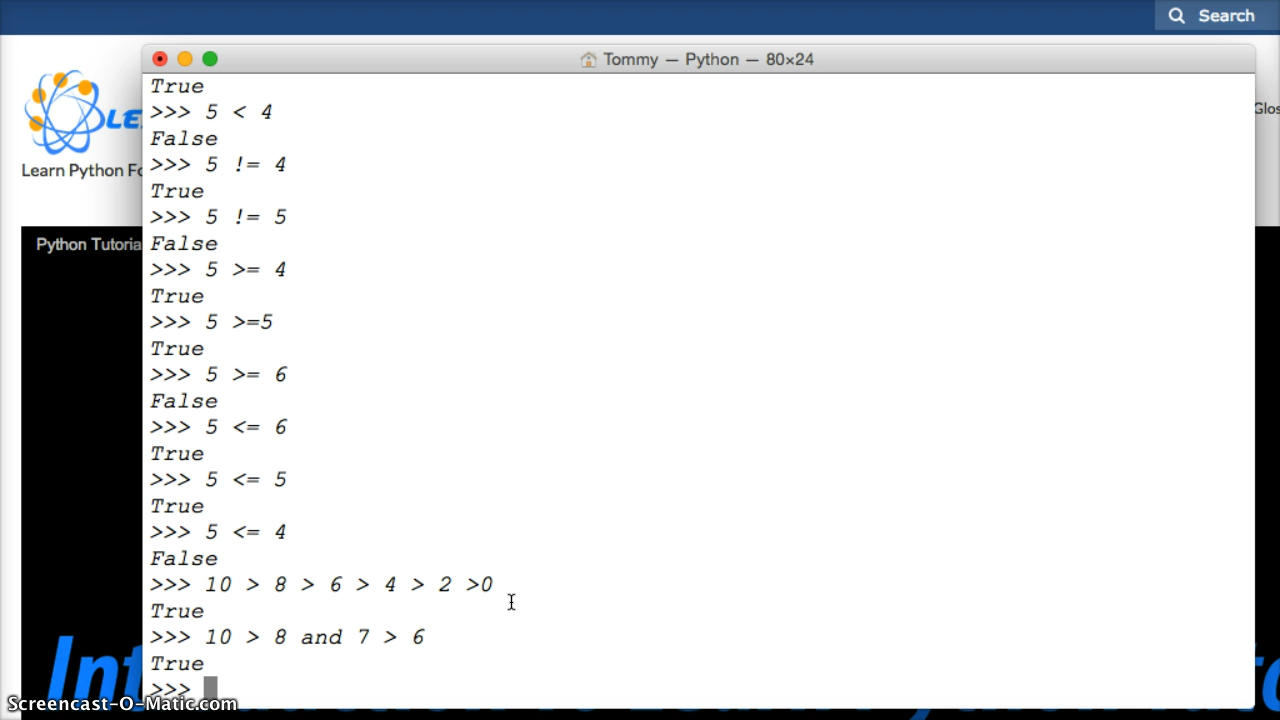 Search
Tommy — Python — 80×24
Glos
LE
Learn Python Fo
Python Tutoria
True
>>> 5 < 4
False
>>> 5 != 4
True
>>> 5 != 5
False
>>> 5 >= 4
True
>>> 5 >=5
True
>>> 5 >= 6
False
>>> 5 <= 6
True
>>> 5 <= 5
True
>>> 5 <= 4
False
>>> 10 > 8 > 6 > 4 > 2 >0
True
>>> 10 > 8 and 7 > 6
True
>>>
Int
Screencast-O-Matic.com